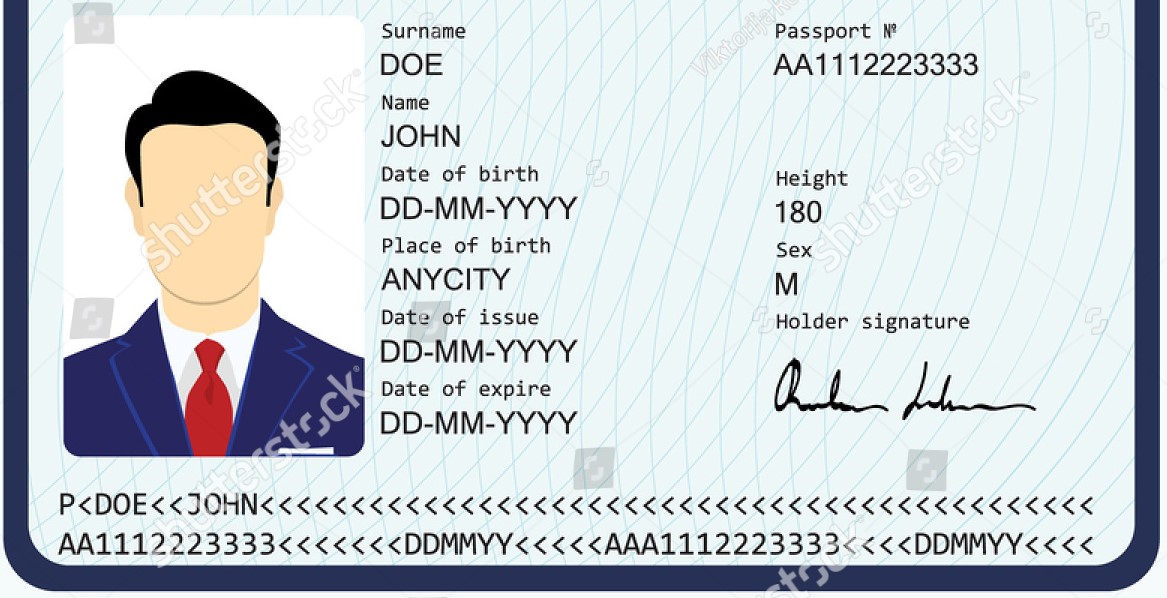 Surname
DOE
Name
JOHN
Date of birth
DD-MM-YYYY
Place of birth
ANYCITY
Date of issue
DD-MM-YYYY
Date of expire
DD-MM-YYYY
Passport №
AA1112223333
Height
180
Sex
M
Holder signature
P<DOE<<JOHN<<<<<<<<<<<<<<<<<<<<<<<<<<<<<<<<<<<<
AA1112223333<<<<<<<DDMMYY<<<<<AAA1112223333<<<<DDMMYY<<<<
shutterstock
shutterstock
shutterstock